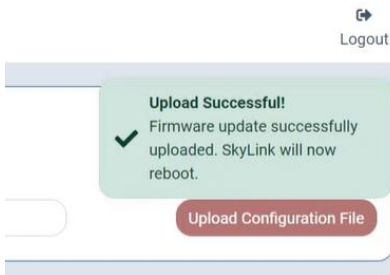 Logout
Upload Successful!
Firmware update successfully
uploaded. SkyLink will now
reboot.
Upload Configuration File